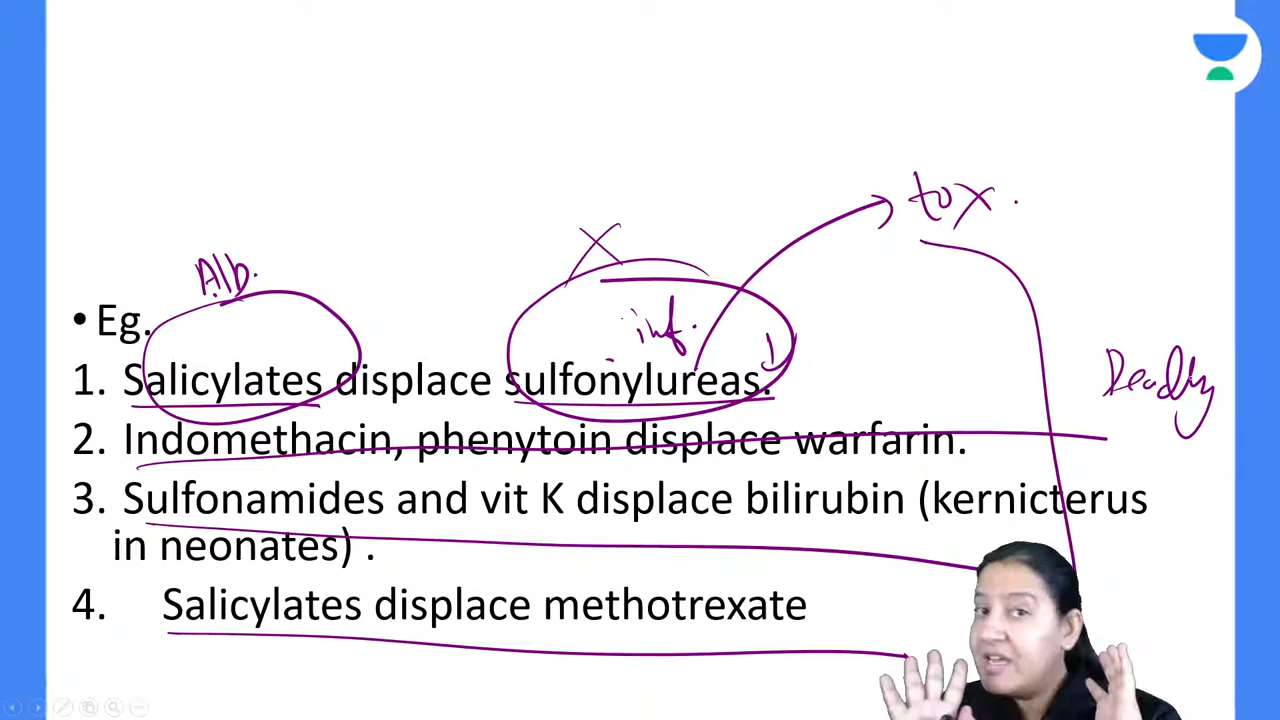 tox.
Alb.
• Eg.
inf.
1. Salicylates displace sulfonylureas.
Deadly
2. Indomethacin, phenytoin displace warfarin.
3. Sulfonamides and vit K displace bilirubin (kernicterus
in neonates) .
4. Salicylates displace methotrexate